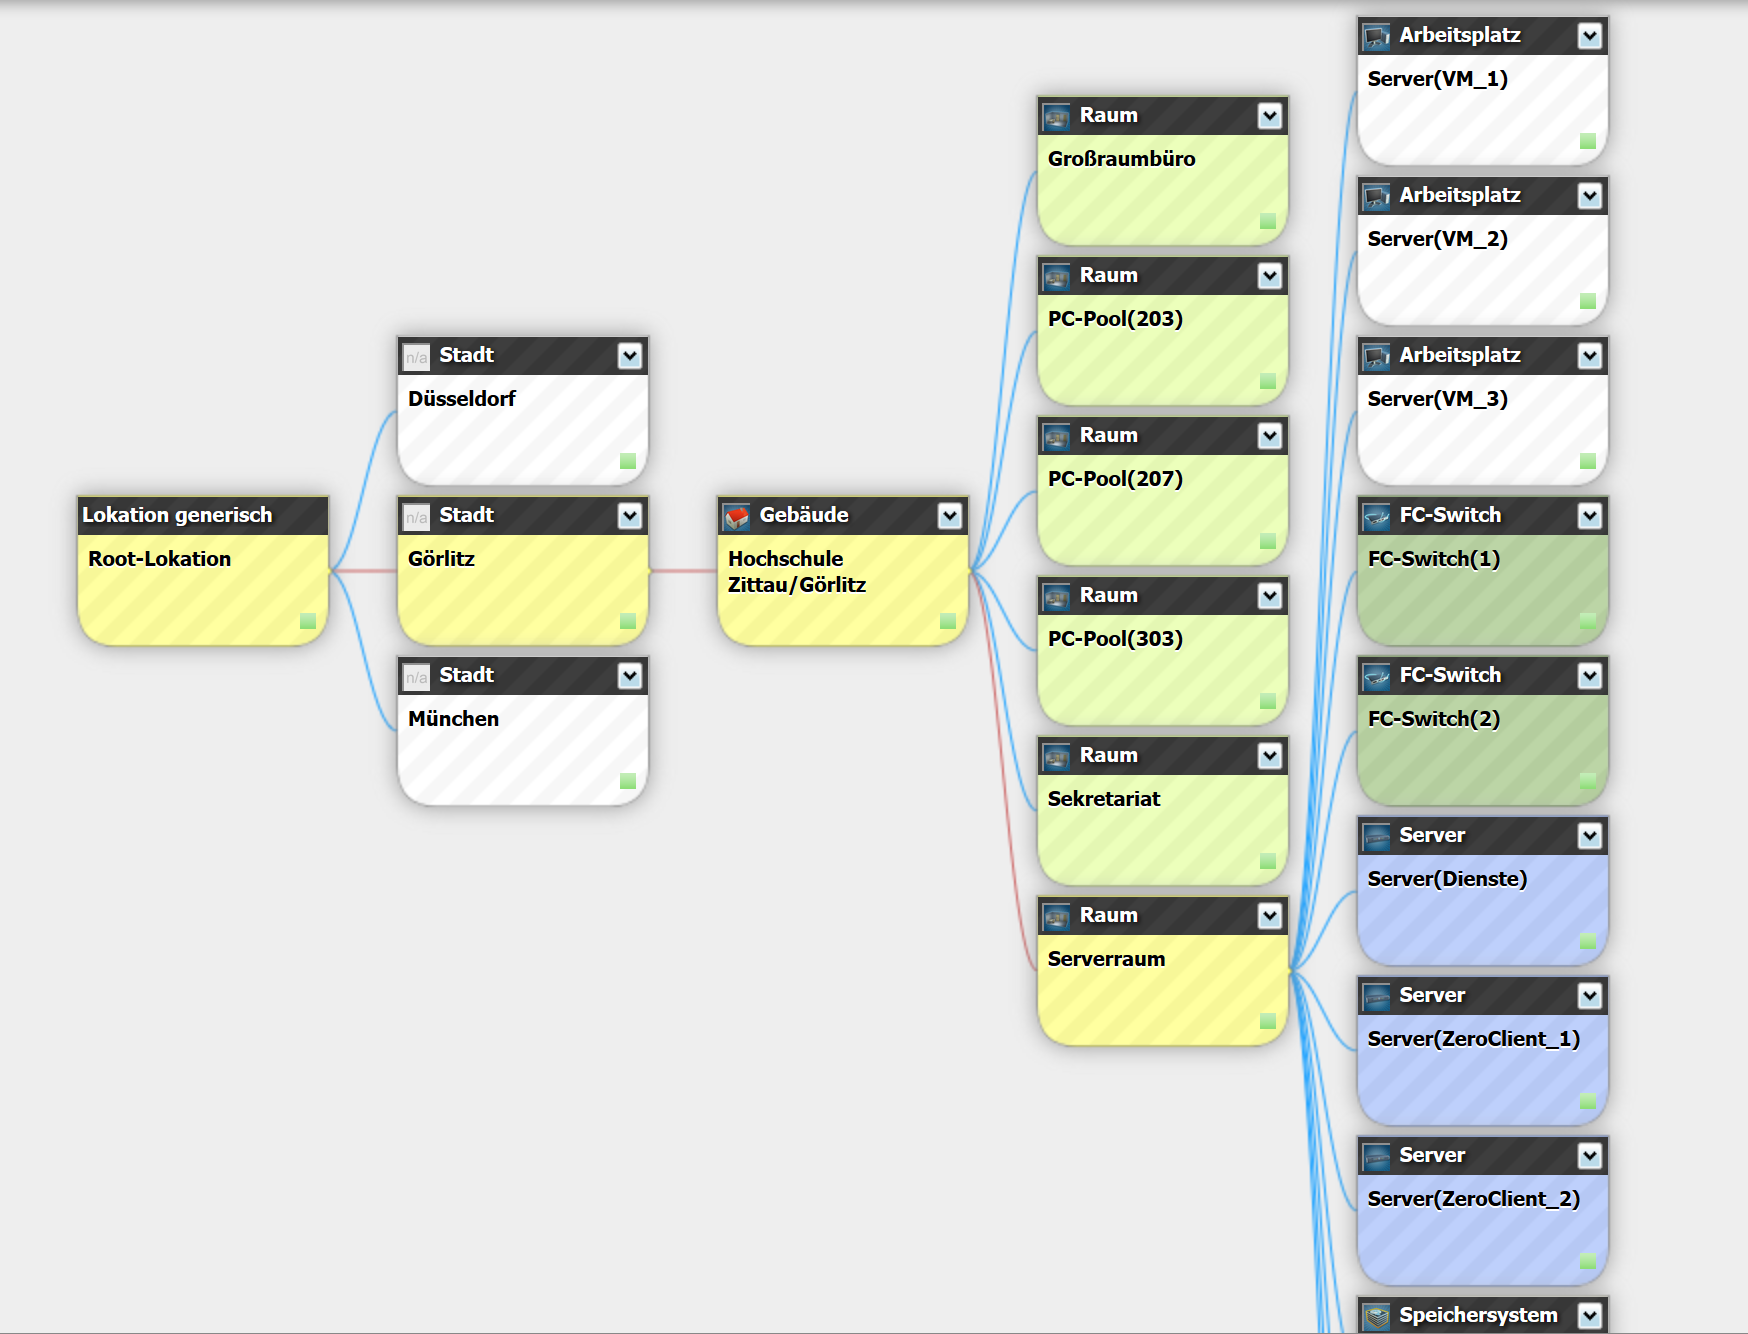 Lokation generisch
Root-Lokation
n/a Stadt
Düsseldorf
n/a Stadt
Görlitz
n/a Stadt
München
Gebäude
Hochschule
Zittau/Görlitz
Raum
Großraumbüro
Raum
PC-Pool(203)
Raum
PC-Pool(207)
Raum
PC-Pool(303)
Raum
Sekretariat
Raum
Serverraum
Arbeitsplatz
Server(VM_1)
Arbeitsplatz
Server(VM_2)
Arbeitsplatz
Server(VM_3)
FC-Switch
FC-Switch(1)
FC-Switch
FC-Switch(2)
Server
Server(Dienste)
Server
Server(ZeroClient_1)
Server
Server(ZeroClient_2)
Speichersystem